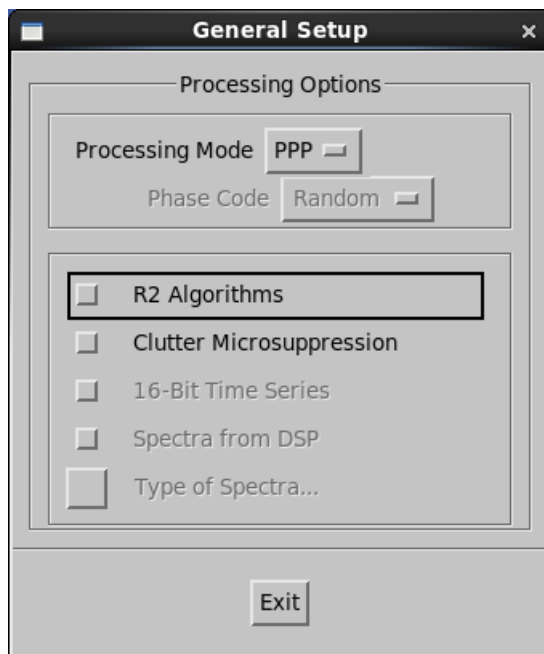 General Setup
Processing Options
Processing Mode PPP
Phase Code Random
R2 Algorithms
Clutter Microsuppression
16-Bit Time Series
Spectra from DSP
Type of Spectra...
Exit